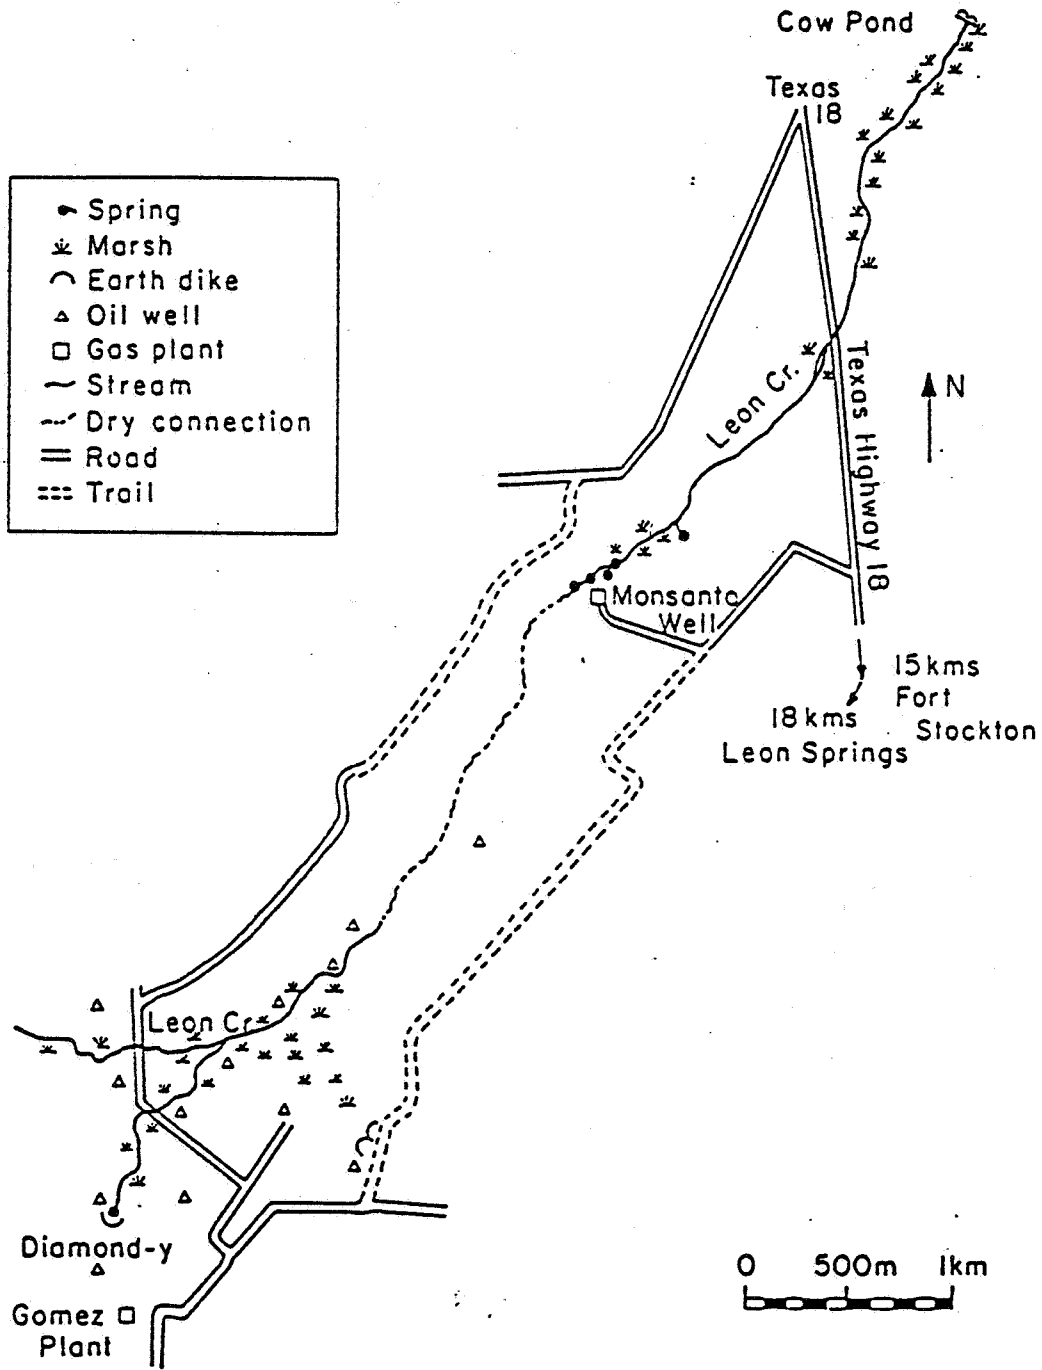 Cow Pond
Texas
18
Spring
Marsh
Earth dike
Oil well
Gas plant
Stream
Dry connection
Road
Trail
Leon Cr.
Texas Highway 18
N
Monsanto
Well
15 kms
Fort
Stockton
18 kms
Leon Springs
Leon Cr.
Diamond-y
0 500m 1km
Gomez
Plant